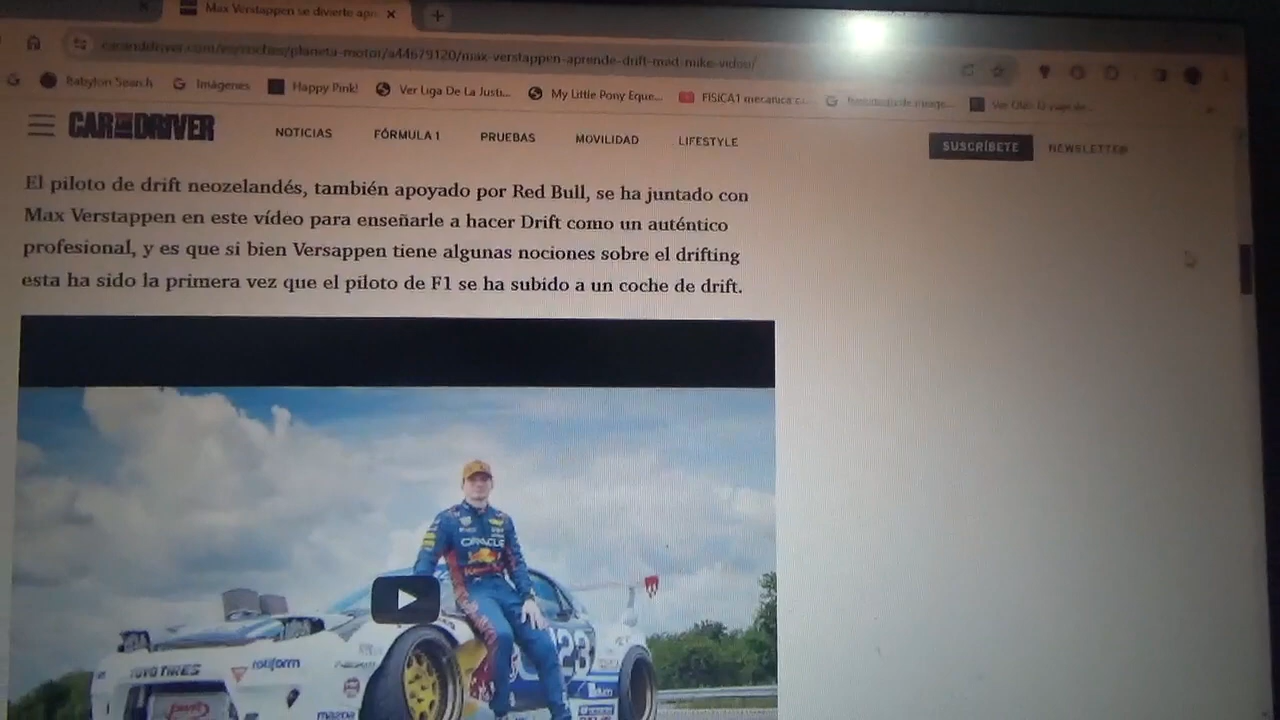 Max Verstappen se divierte apr
caranddriver.com/es/coches/planeta-motor/a44679120/max-verstappen-aprende-drift-mad-mike-video/
Babylon Search
Imágenes
Happy Pink!
Ver Liga De La Justi...
My Little Pony Eque...
FISICA1 mecanica c...
CAR AND DRIVER
NOTICIAS
FÓRMULA 1
PRUEBAS
MOVILIDAD
LIFESTYLE
SUSCRÍBETE
NEWSLETTER
El piloto de drift neozelandés, también apoyado por Red Bull, se ha juntado con
Max Verstappen en este vídeo para enseñarle a hacer Drift como un auténtico
profesional, y es que si bien Versappen tiene algunas nociones sobre el drifting
esta ha sido la primera vez que el piloto de F1 se ha subido a un coche de drift.
ORACLE
123
TOYO TIRES
rotiform
mazda